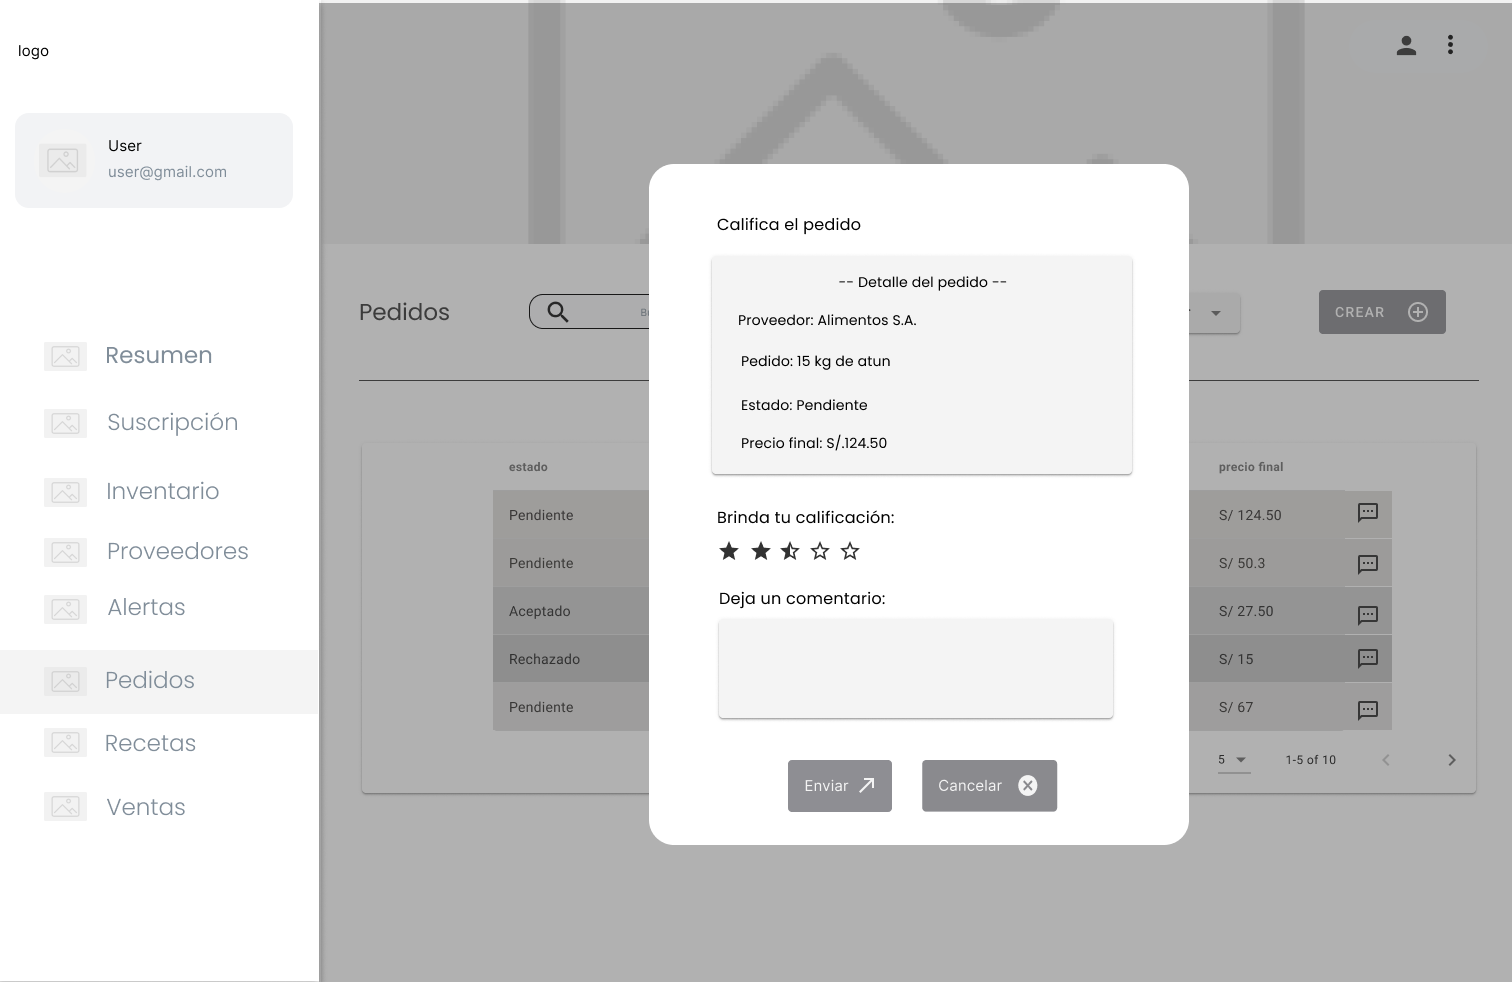 logo
User
user@gmail.com
Resumen
Suscripción
Inventario
Proveedores
Alertas
Pedidos
Recetas
Ventas
Pedidos
CREAR
estado
precio final
Pendiente
S/ 124.50
Pendiente
S/ 50.3
Aceptado
S/ 27.50
Rechazado
S/ 15
Pendiente
S/ 67
5
1-5 of 10
Califica el pedido
-- Detalle del pedido --
Proveedor: Alimentos S.A.
Pedido: 15 kg de atun
Estado: Pendiente
Precio final: S/.124.50
Brinda tu calificación:
Deja un comentario:
Enviar
Cancelar